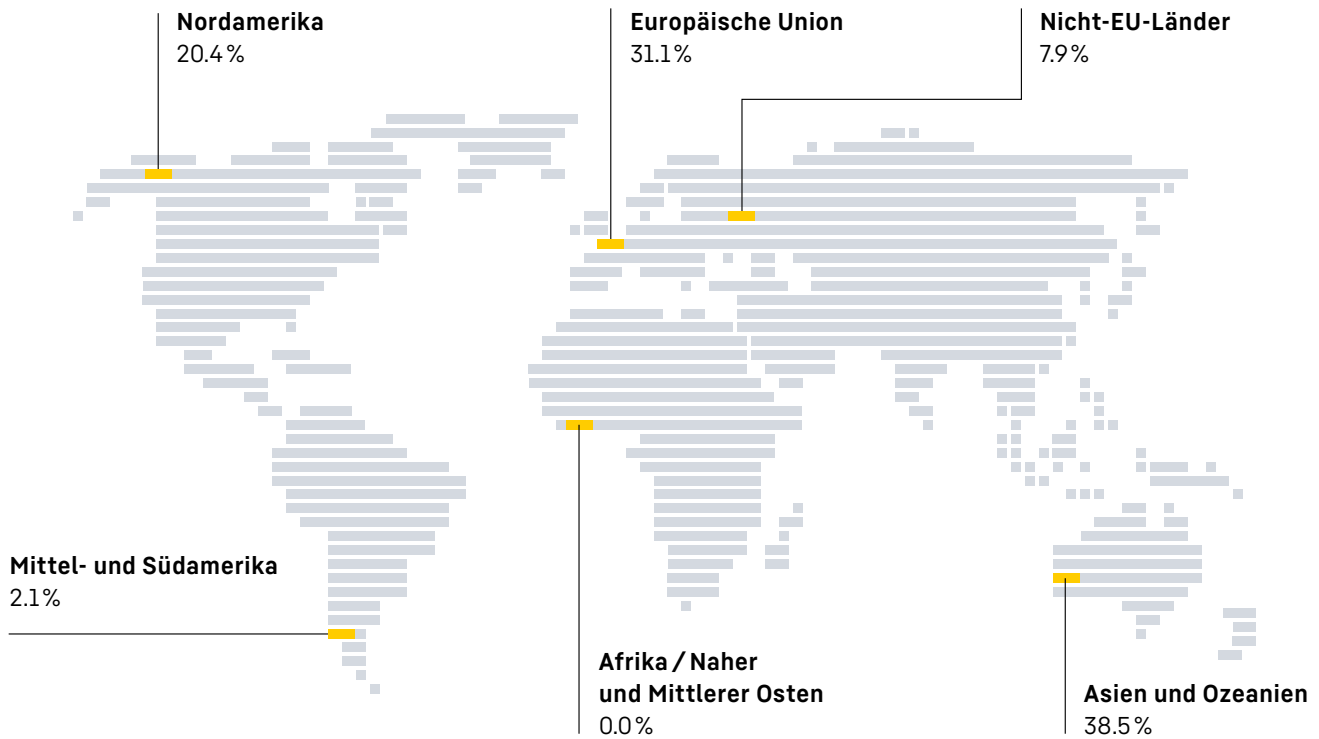 Nordamerika
20.4 %
Europäische Union
31.1 %
Nicht-EU-Länder
7.9 %
Mittel- und Südamerika
2.1 %
Afrika / Naher
und Mittlerer Osten
0.0 %
Asien und Ozeanien
38.5 %